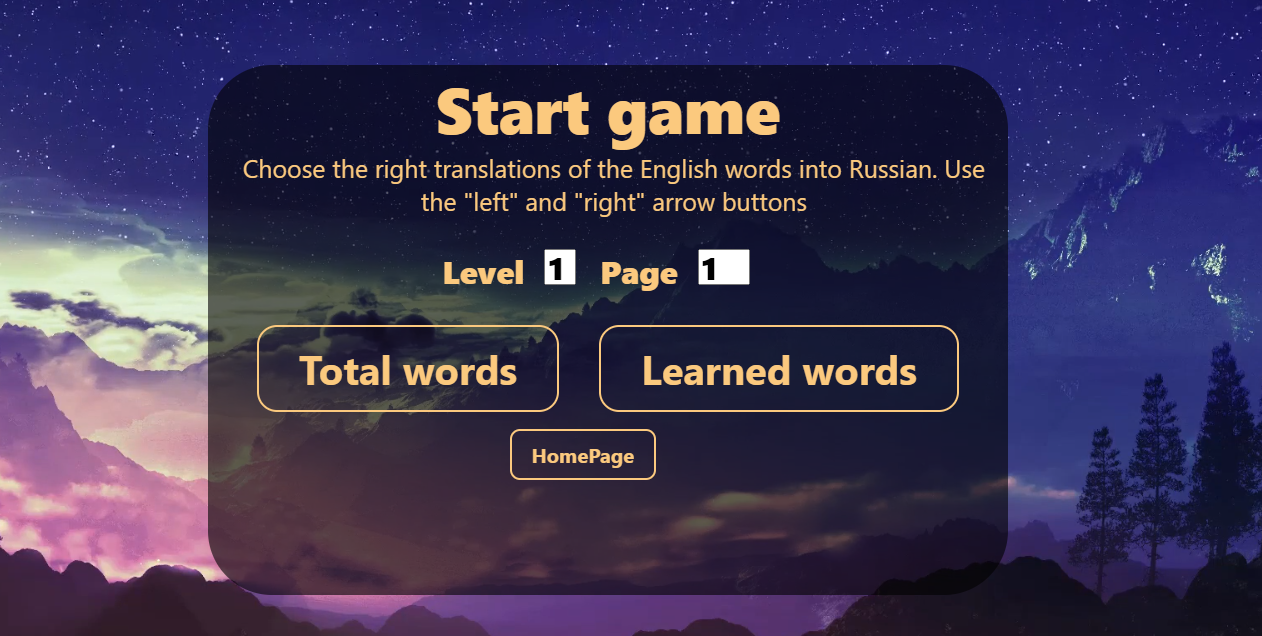 Start game
Choose the right translations of the English words into Russian. Use
the "left" and "right" arrow buttons
Level 1 Page 1
Total words Learned words
HomePage